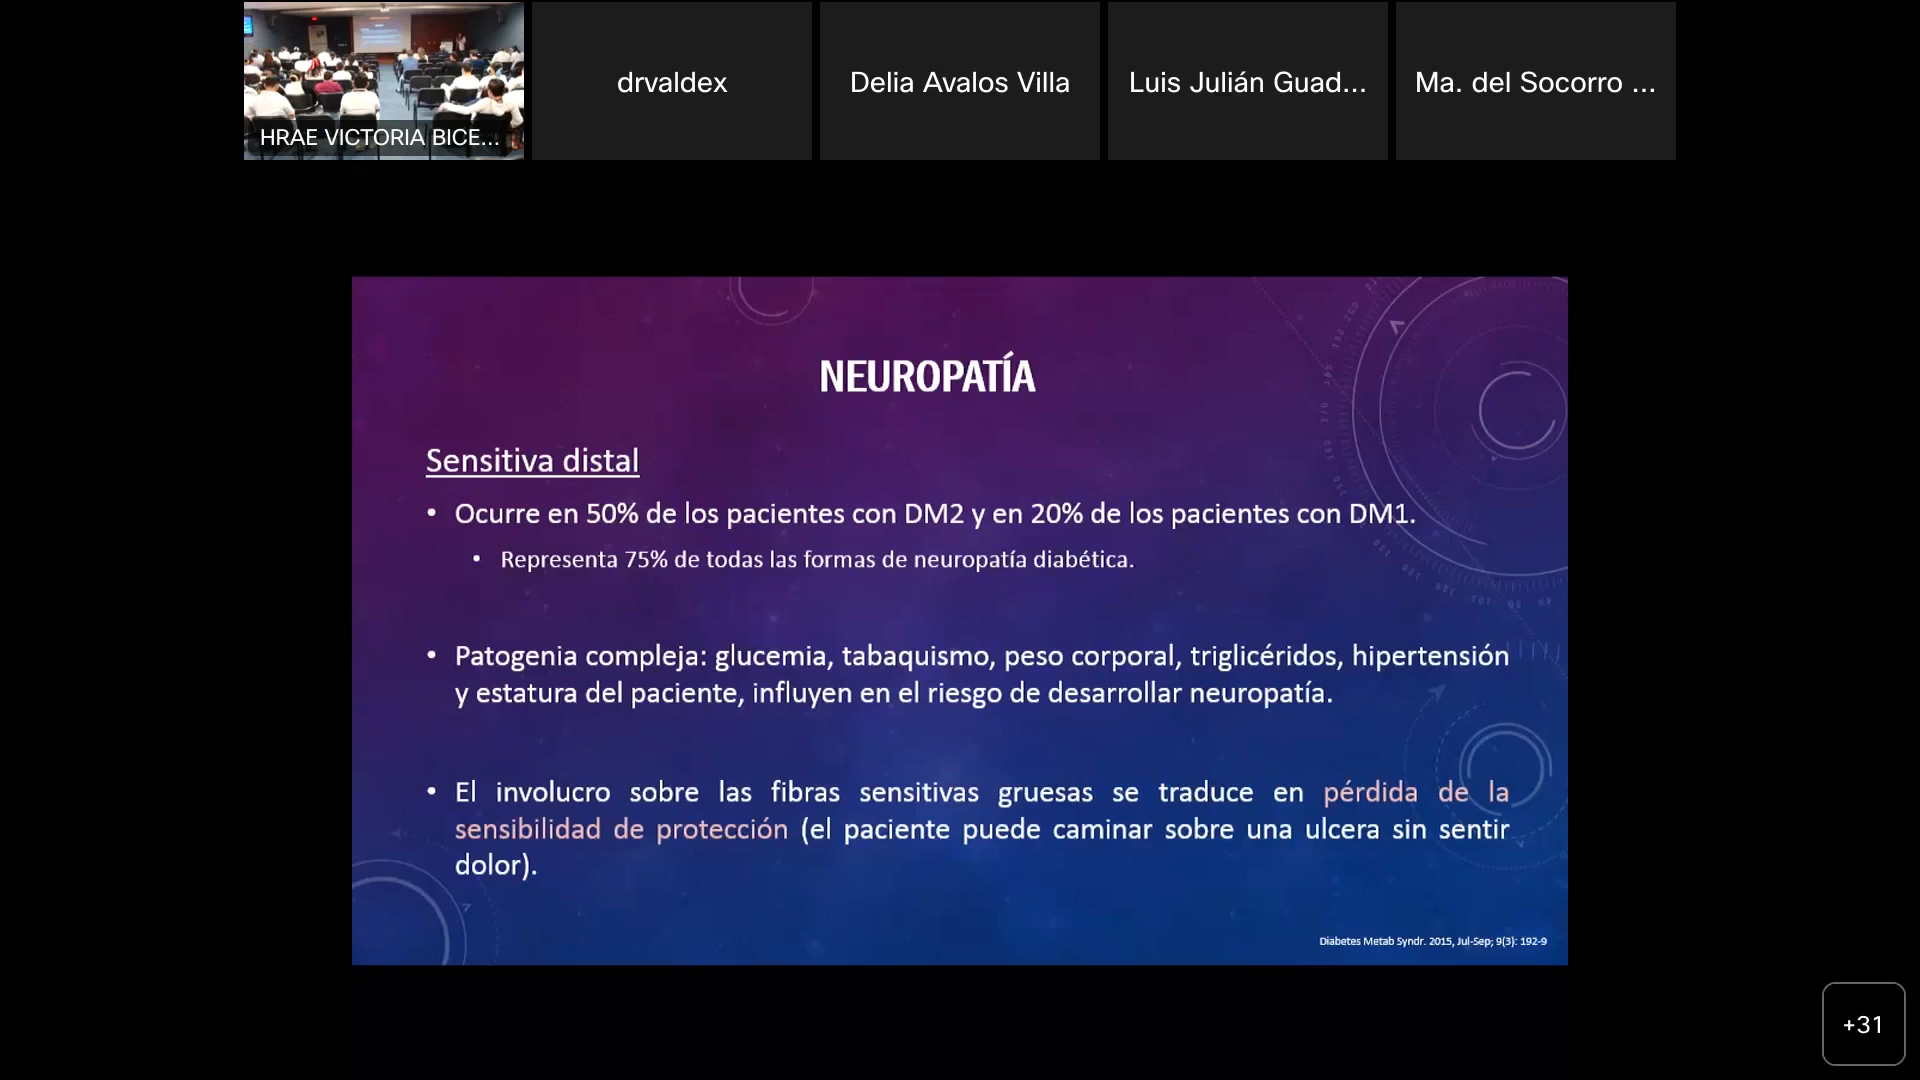 HRAE VICTORIA BICE...
drvaldex
Delia Avalos Villa
Luis Julián Guad...
Ma. del Socorro ...
NEUROPATÍA
Sensitiva distal
• Ocurre en 50% de los pacientes con DM2 y en 20% de los pacientes con DM1.
• Representa 75% de todas las formas de neuropatía diabética.
• Patogenia compleja: glucemia, tabaquismo, peso corporal, triglicéridos, hipertensión
y estatura del paciente, influyen en el riesgo de desarrollar neuropatía.
• El involucro sobre las fibras sensitivas gruesas se traduce en pérdida de la
sensibilidad de protección (el paciente puede caminar sobre una ulcera sin sentir
dolor).
Diabetes Metab Syndr. 2015, Jul-Sep; 9(3): 192-9
+31